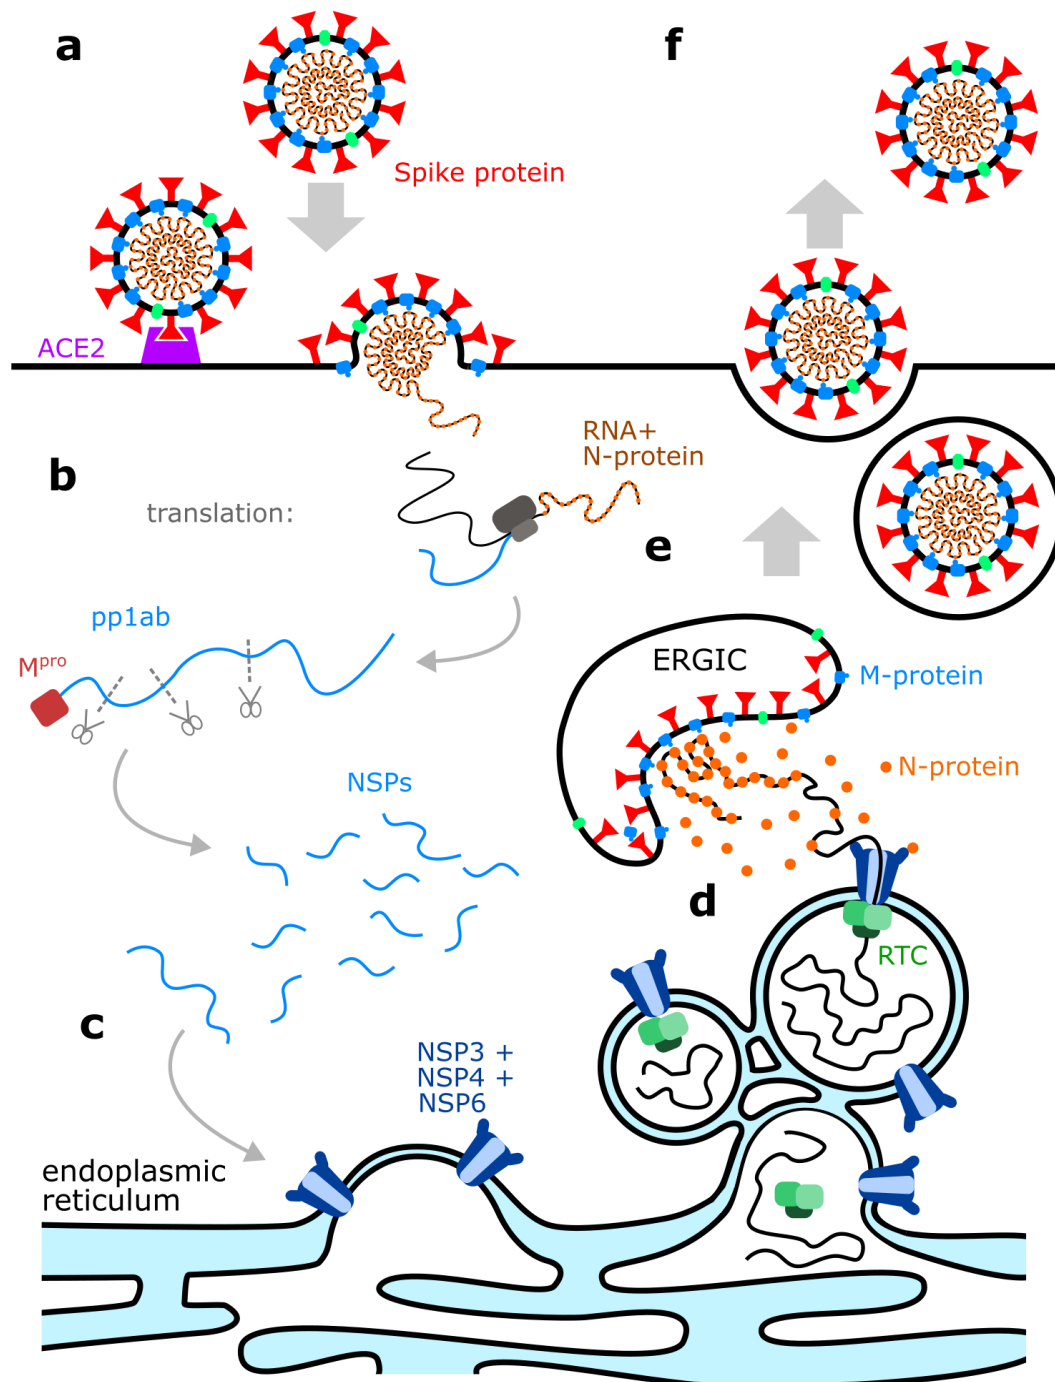 a
f
Spike protein
ACE2
RNA+
N-protein
b
translation:
e
pp1ab
Mᵖʳᵒ
ERGIC
M-protein
N-protein
NSPs
d
RTC
c
NSP3 +
NSP4 +
NSP6
endoplasmic
reticulum